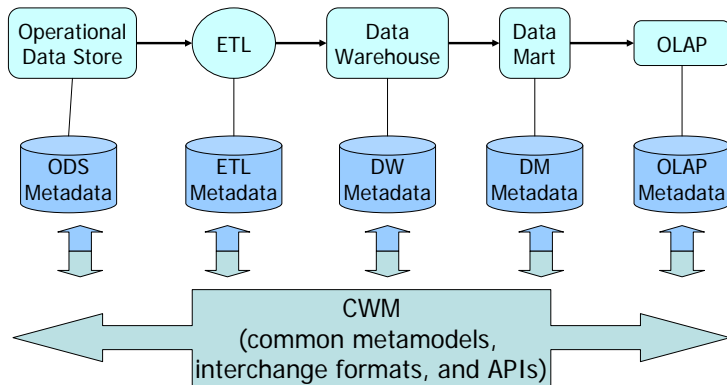 Operational
Data Store
ETL
Data
Warehouse
Data
Mart
OLAP
ODS
Metadata
ETL
Metadata
DW
Metadata
DM
Metadata
OLAP
Metadata
CWM
(common metamodels,
interchange formats, and APIs)